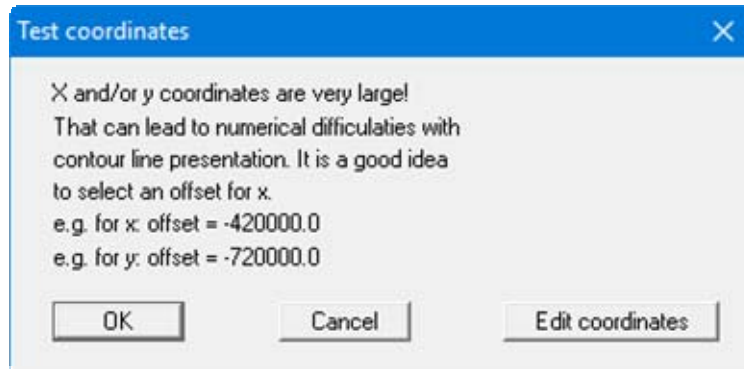 Test coordinates
X and/or y coordinates are very large!
That can lead to numerical difficulaties with
contour line presentation. It is a good idea
to select an offset for x.
e.g. for x: offset = -420000.0
e.g. for y: offset = -720000.0
OK Cancel Edit coordinates